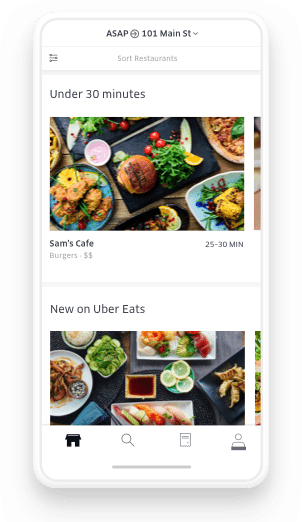 ASAP → 101 Main St
Sort Restaurants
Under 30 minutes
Sam's Cafe
25–30 MIN
Burgers · $$
New on Uber Eats